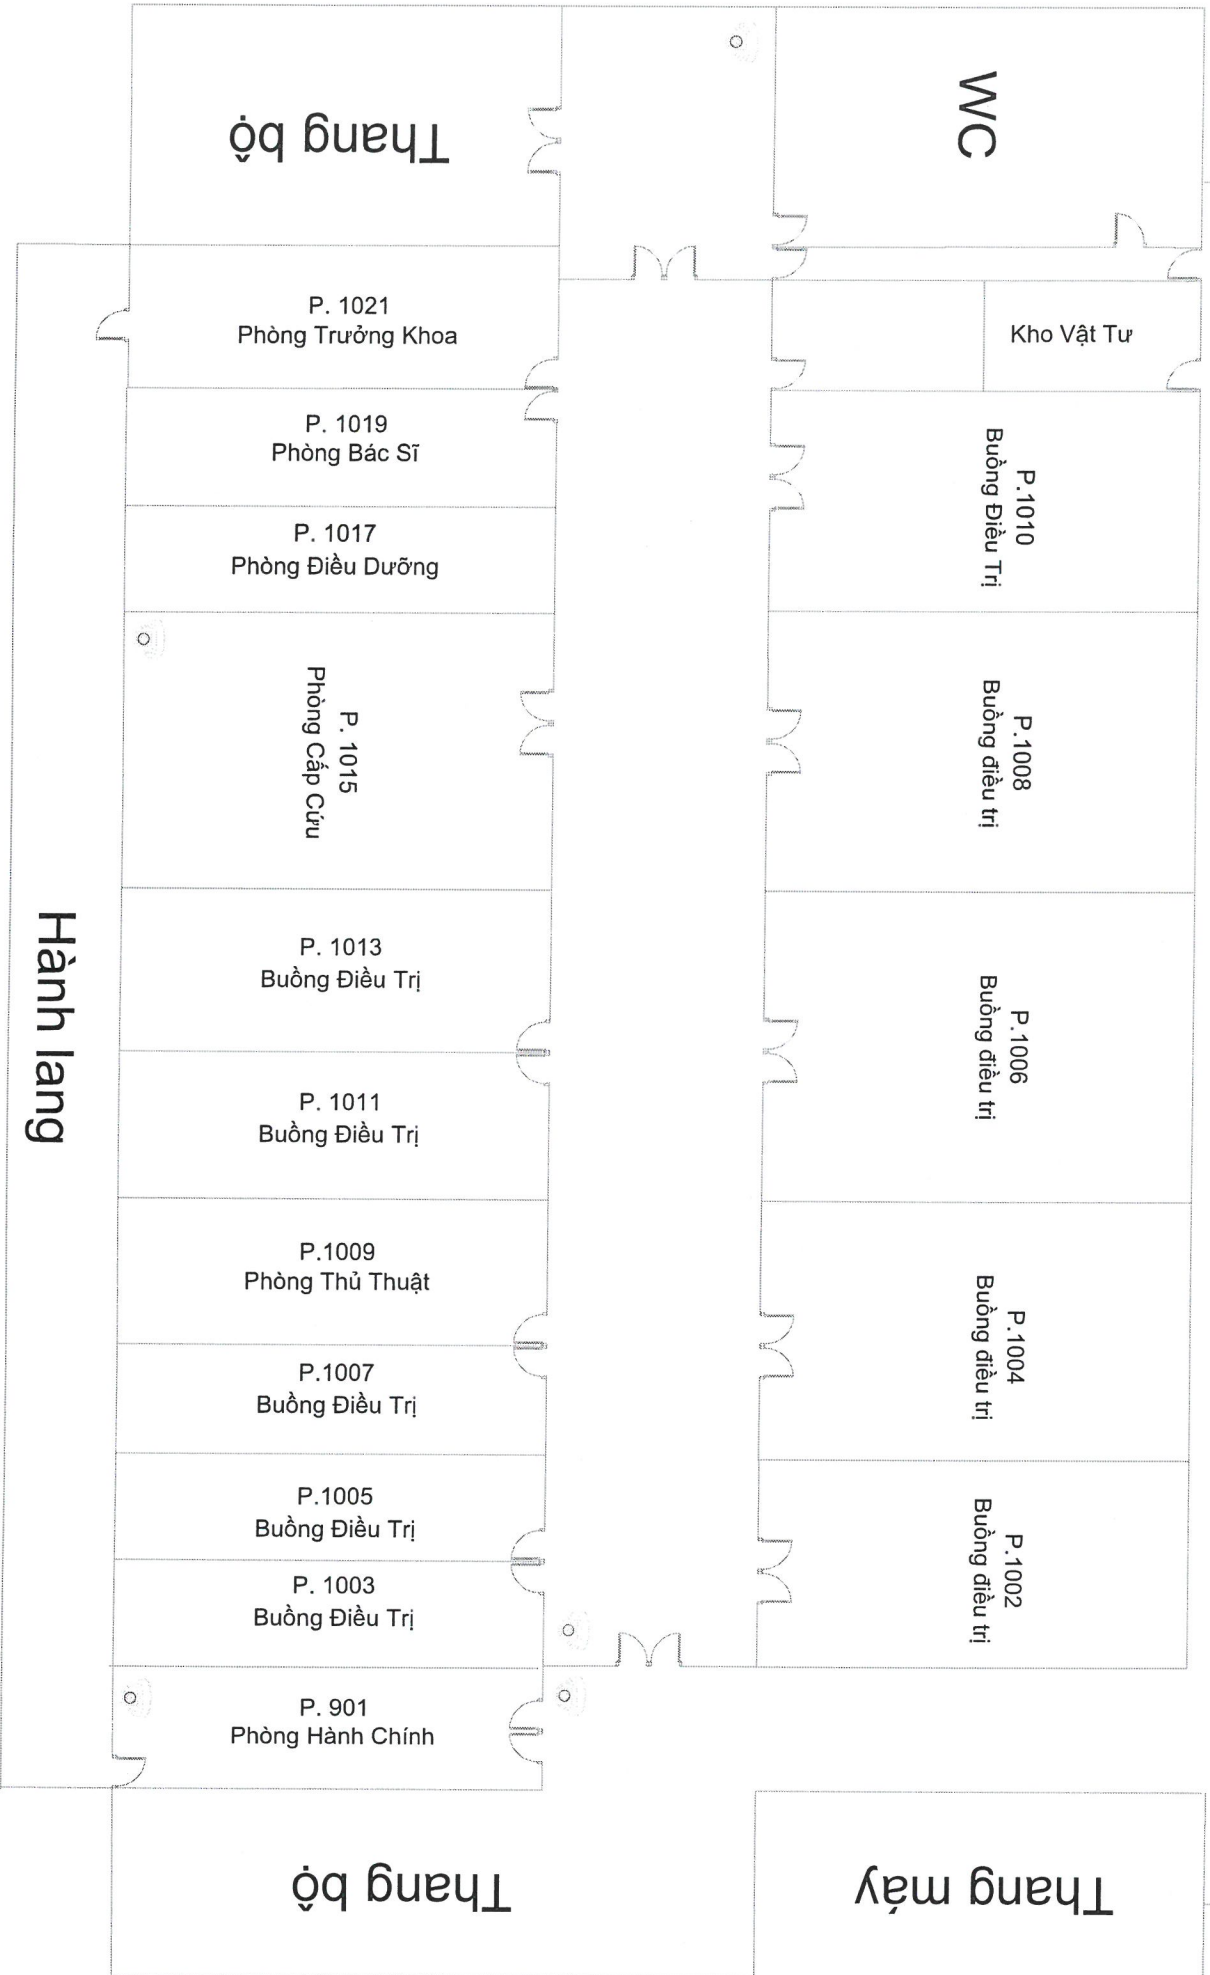 Thang bộ
WC
P. 1021
Phòng Trưởng Khoa
Kho Vật Tư
P. 1019
Phòng Bác Sĩ
P.1010
Buồng Điều Trị
P. 1017
Phòng Điều Dưỡng
P. 1015
Phòng Cấp Cứu
P.1008
Buồng điều trị
Hành lang
P. 1013
Buồng Điều Trị
P.1006
Buồng điều trị
P. 1011
Buồng Điều Trị
P.1009
Phòng Thủ Thuật
P.1004
Buồng điều trị
P.1007
Buồng Điều Trị
P.1005
Buồng Điều Trị
P.1002
Buồng điều trị
P. 1003
Buồng Điều Trị
P. 901
Phòng Hành Chính
Thang bộ
Thang máy